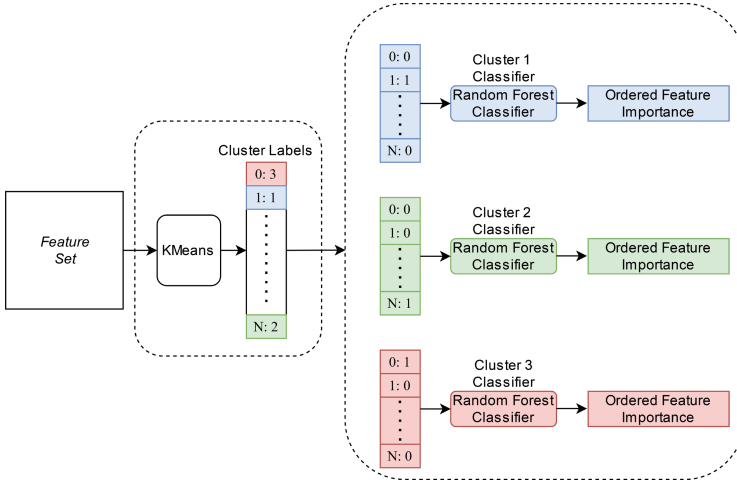 Feature
Set
KMeans
Cluster Labels
0: 3
1: 1
N: 2
0: 0
1: 1
N: 0
Cluster 1
Classifier
Random Forest
Classifier
Ordered Feature
Importance
0: 0
1: 0
N: 1
Cluster 2
Classifier
Random Forest
Classifier
Ordered Feature
Importance
0: 1
1: 0
N: 0
Cluster 3
Classifier
Random Forest
Classifier
Ordered Feature
Importance